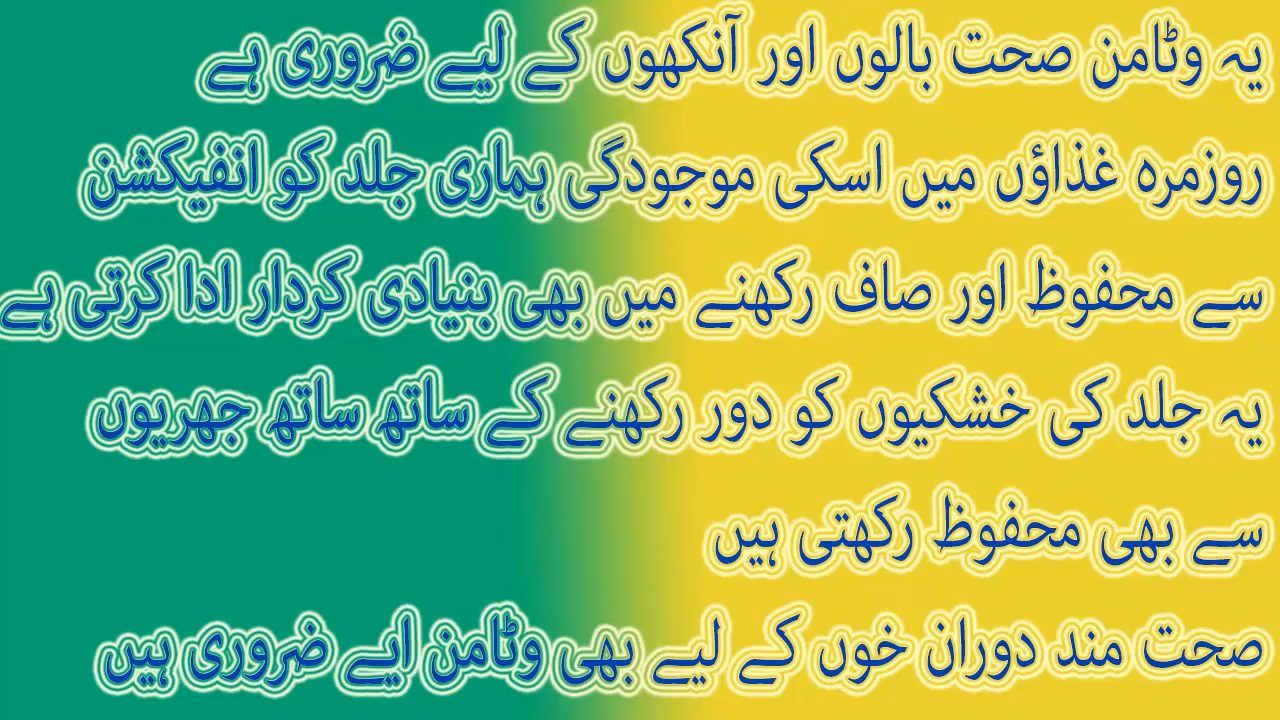 یہ وٹامن صحت بالوں اور آنکھوں کے لیے ضروری ہے
روزمرہ غذاؤں میں اسکی موجودگی ہماری جلد کو انفیکشن
سے محفوظ اور صاف رکھنے میں بھی بنیادی کردار ادا کرتی ہے
یہ جلد کی خشکیوں کو دور رکھنے کے ساتھ ساتھ جھریوں
سے بھی محفوظ رکھتی ہیں
صحت مند دوران خوں کے لیے بھی وٹامن ایے ضروری ہیں